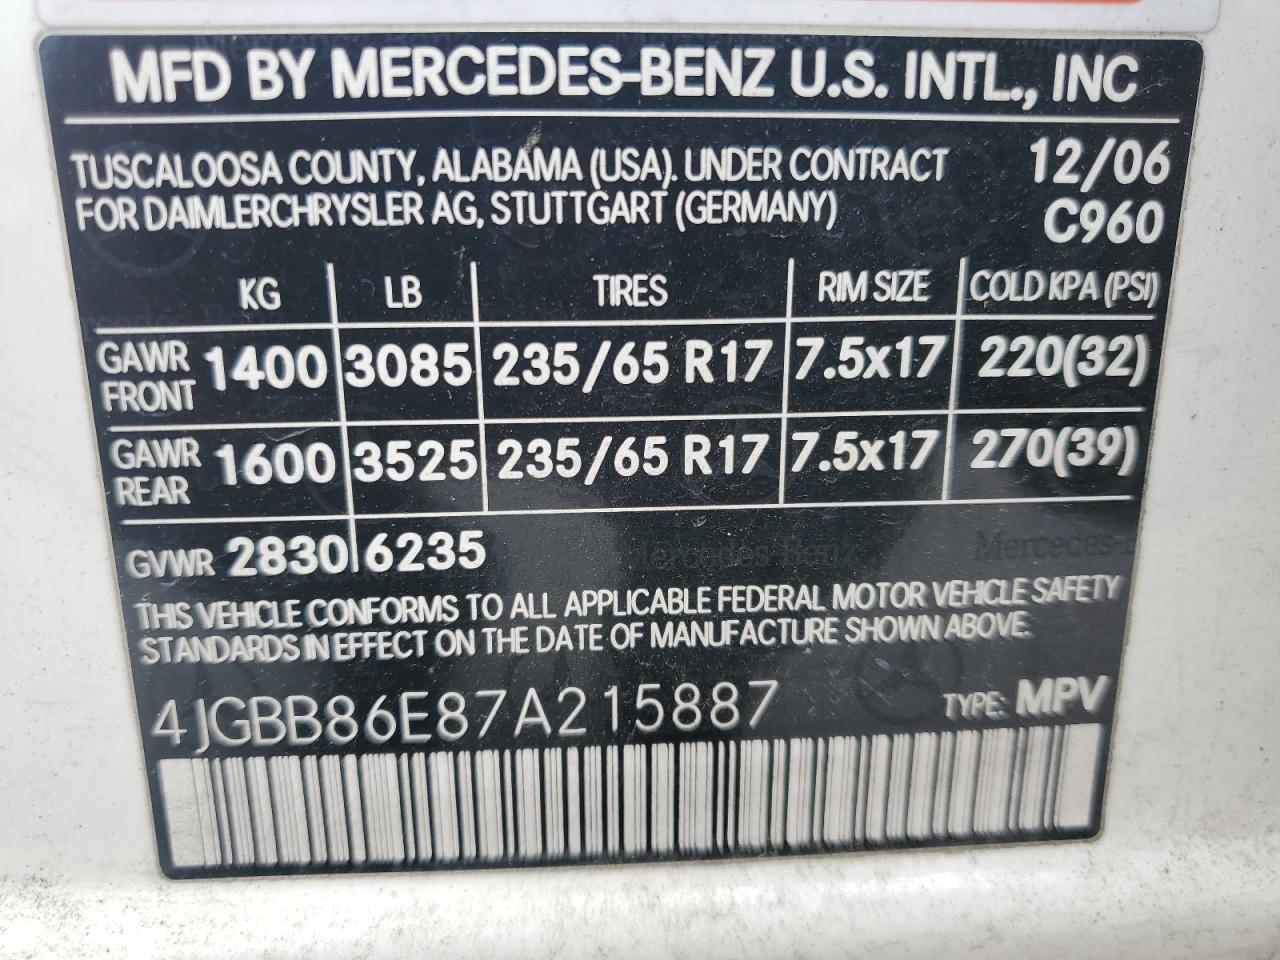 MFD BY MERCEDES-BENZ U.S. INTL., INC
TUSCALOOSA COUNTY, ALABAMA (USA). UNDER CONTRACT
FOR DAIMLERCHRYSLER AG, STUTTGART (GERMANY)
12/06
C960
KG LB TIRES RIM SIZE COLD KPA (PSI)
GAWR FRONT 1400 3085 235/65 R17 7.5x17 220(32)
GAWR REAR 1600 3525 235/65 R17 7.5x17 270(39)
GVWR 2830 6235
Mercedes Benz
THIS VEHICLE CONFORMS TO ALL APPLICABLE FEDERAL MOTOR VEHICLE SAFETY
STANDARDS IN EFFECT ON THE DATE OF MANUFACTURE SHOWN ABOVE.
4JGBB86E87A215887 TYPE: MPV